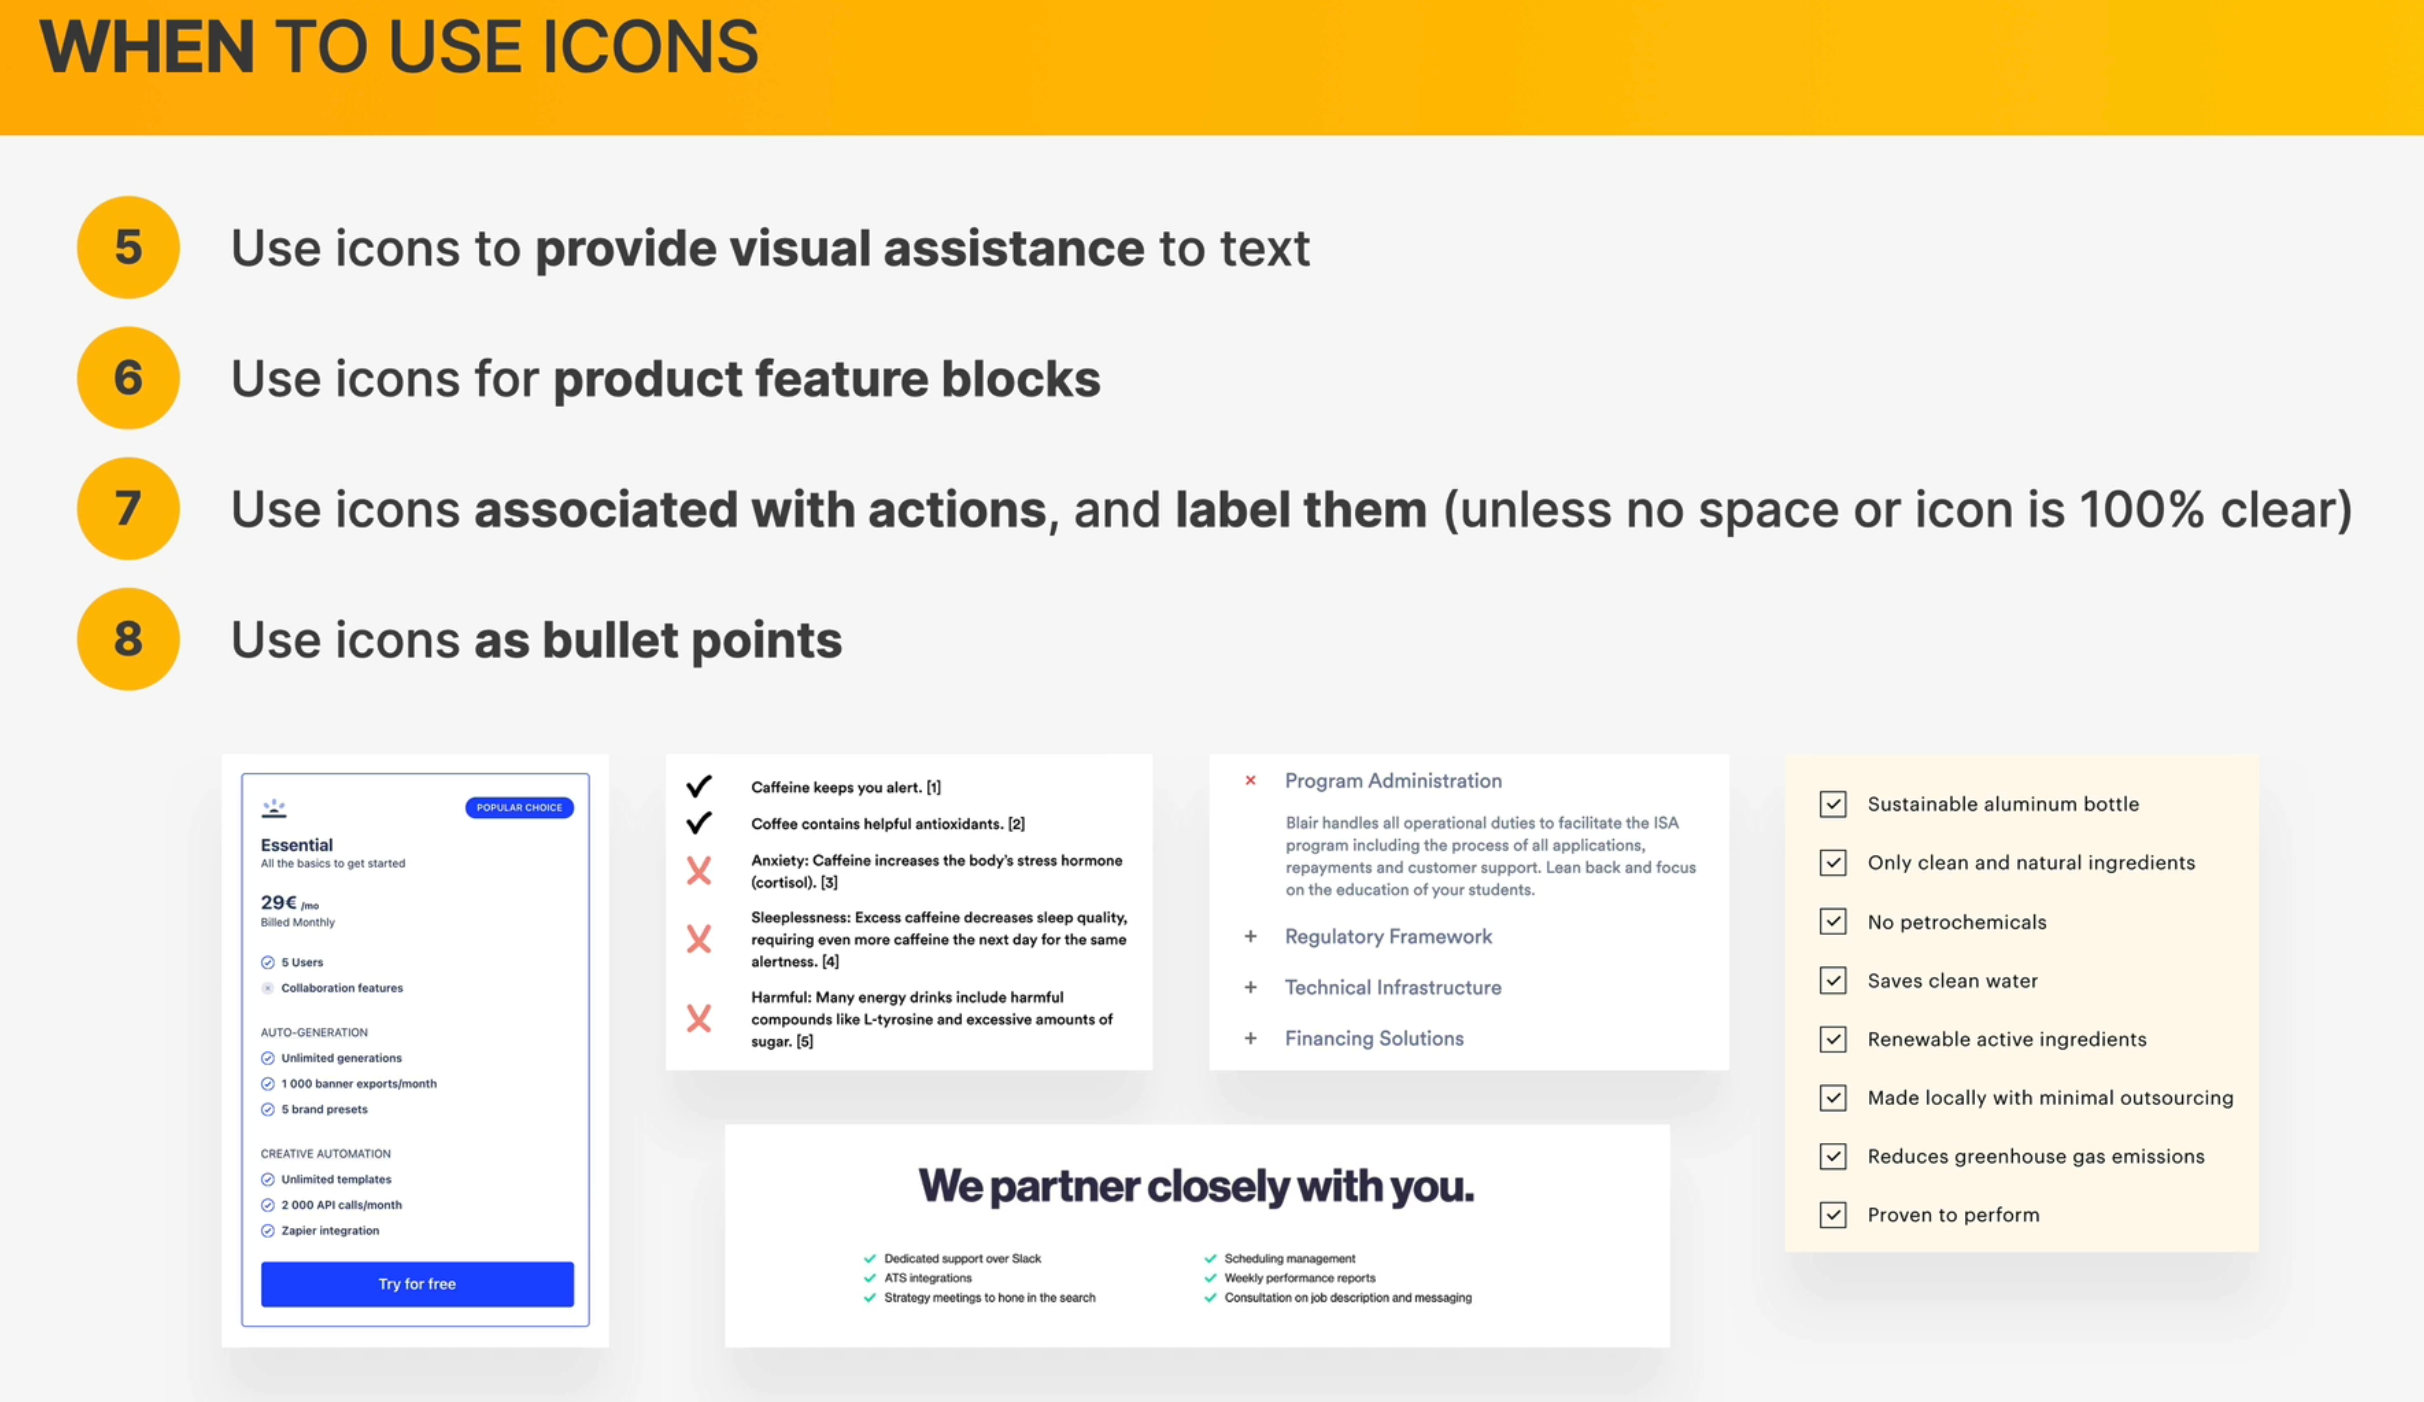 WHEN TO USE ICONS
5
Use icons to provide visual assistance to text
6
Use icons for product feature blocks
7
Use icons associated with actions, and label them (unless no space or icon is 100% clear)
8
Use icons as bullet points
POPULAR CHOICE
Essential
All the basics to get started
29€ /mo
Billed Monthly
5 Users
Collaboration features
AUTO-GENERATION
Unlimited generations
1 000 banner exports/month
5 brand presets
CREATIVE AUTOMATION
Unlimited templates
2 000 API calls/month
Zapier integration
Try for free
Caffeine keeps you alert. [1]
Coffee contains helpful antioxidants. [2]
Anxiety: Caffeine increases the body's stress hormone
(cortisol). [3]
Sleeplessness: Excess caffeine decreases sleep quality,
requiring even more caffeine the next day for the same
alertness. [4]
Harmful: Many energy drinks include harmful
compounds like L-tyrosine and excessive amounts of
sugar. [5]
Program Administration
Blair handles all operational duties to facilitate the ISA
program including the process of all applications,
repayments and customer support. Lean back and focus
on the education of your students.
Regulatory Framework
Technical Infrastructure
Financing Solutions
We partner closely with you.
Dedicated support over Slack
ATS integrations
Strategy meetings to hone in the search
Scheduling management
Weekly performance reports
Consultation on job description and messaging
Sustainable aluminum bottle
Only clean and natural ingredients
No petrochemicals
Saves clean water
Renewable active ingredients
Made locally with minimal outsourcing
Reduces greenhouse gas emissions
Proven to perform